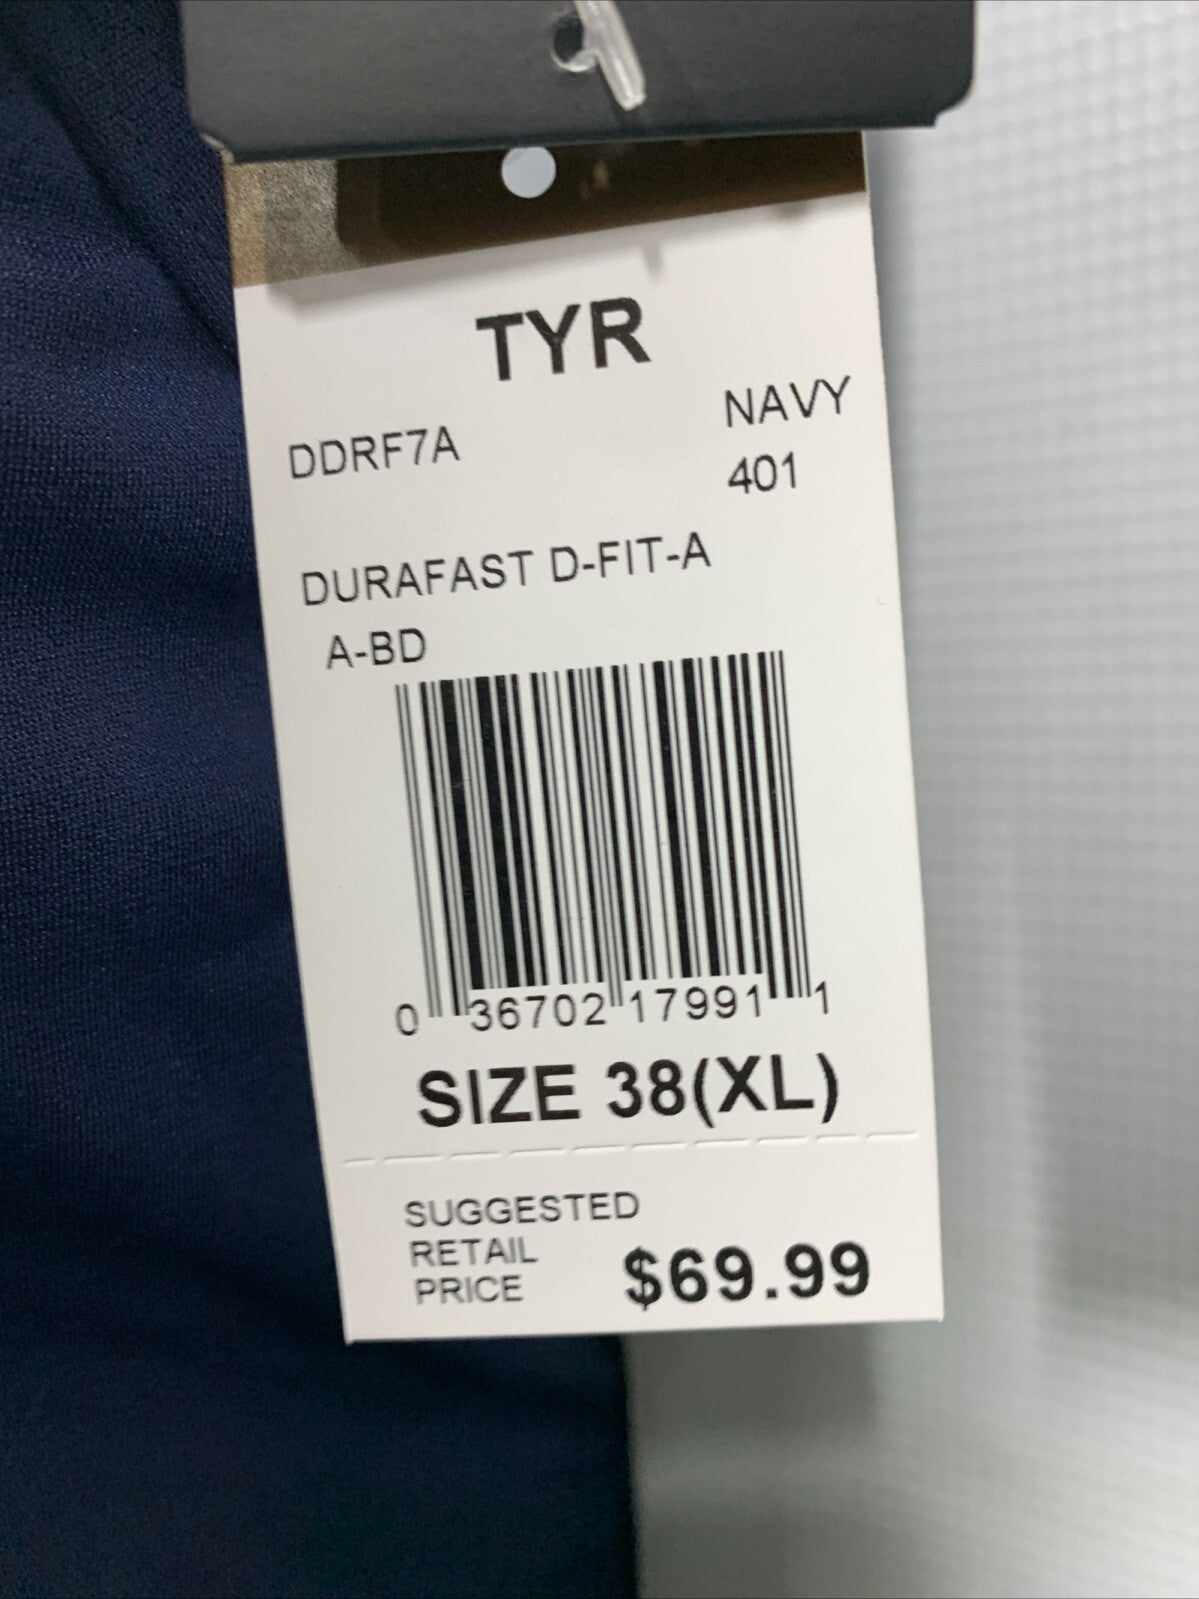 TYR
DDRF7A NAVY
401
DURAFAST D-FIT-A
A-BD
0 36702 17991 1
SIZE 38(XL)
SUGGESTED
RETAIL
PRICE $69.99